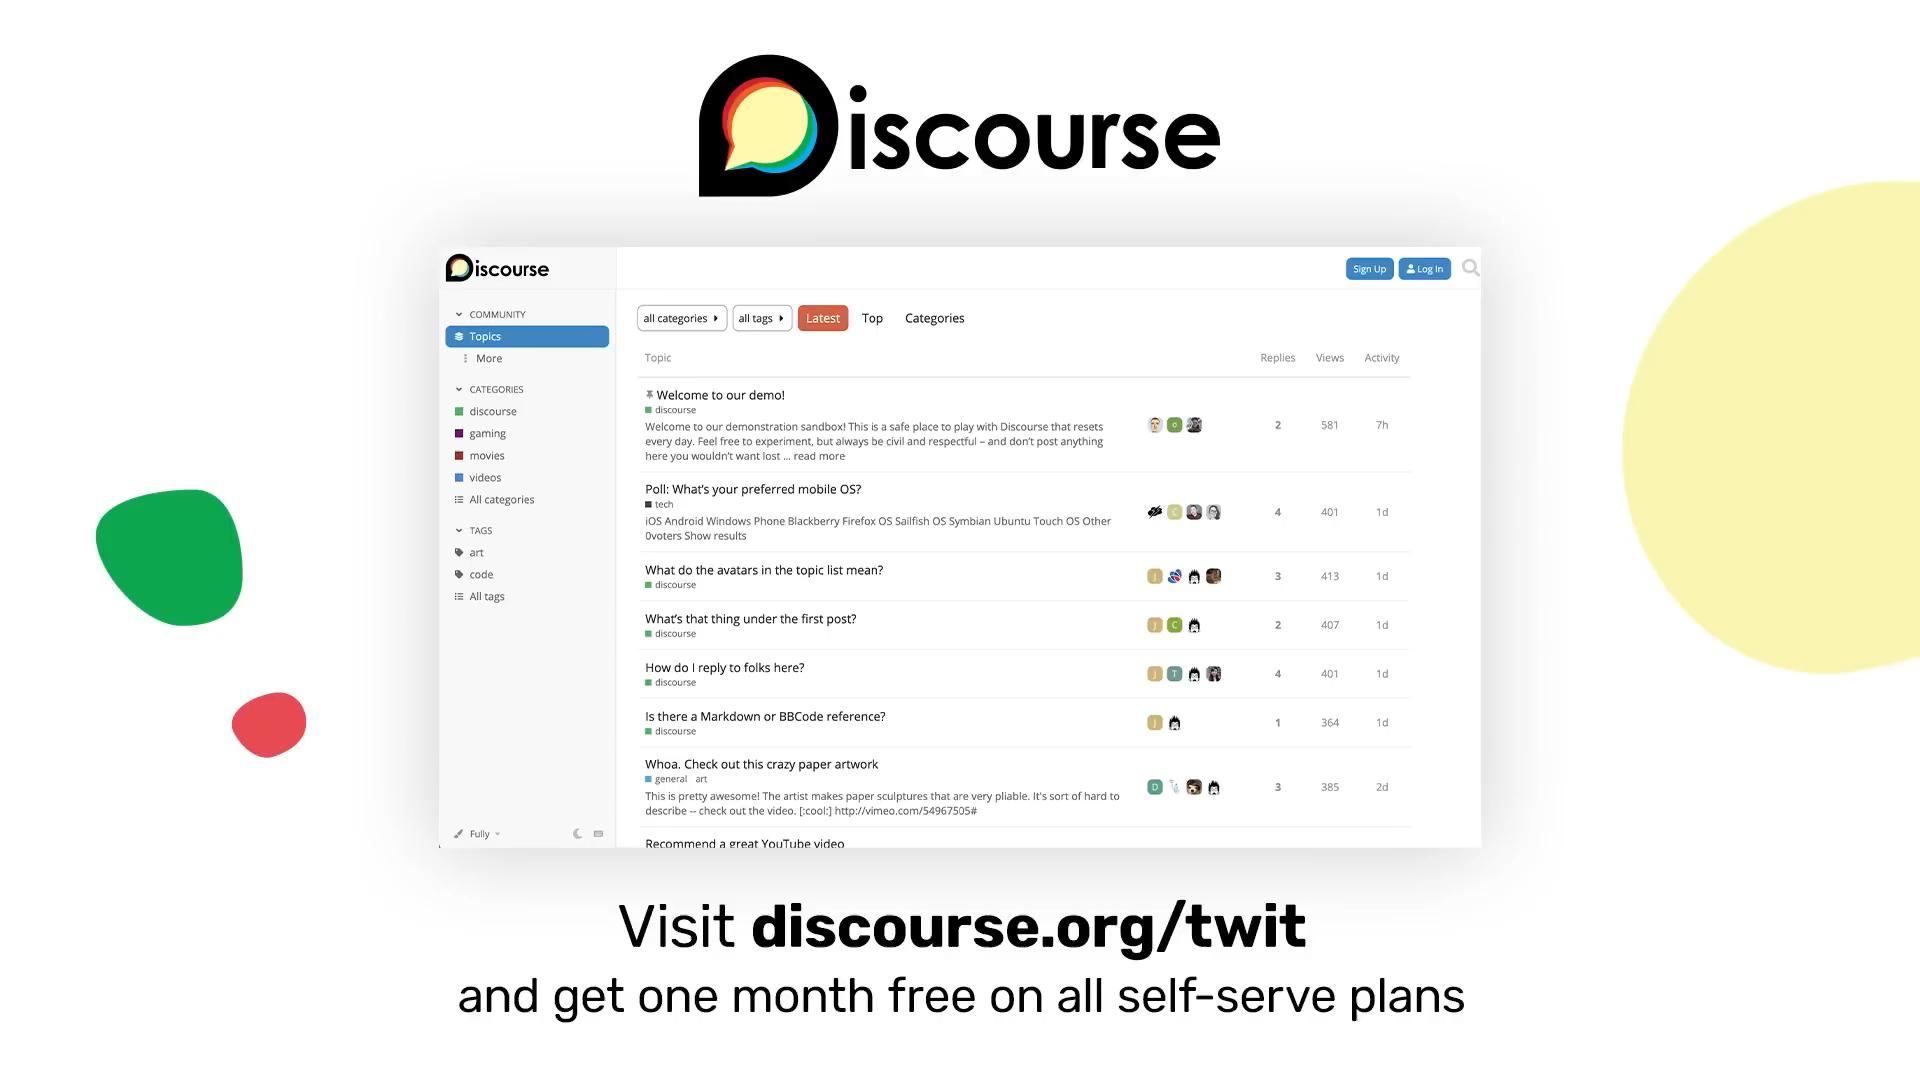 Discourse
Discourse
Sign Up
Log In
COMMUNITY
Topics
More
CATEGORIES
discourse
gaming
movies
videos
All categories
TAGS
art
code
All tags
Fully
all categories
all tags
Latest
Top
Categories
Topic Replies Views Activity
Welcome to our demo!
discourse
Welcome to our demonstration sandbox! This is a safe place to play with Discourse that resets
every day. Feel free to experiment, but always be civil and respectful – and don't post anything
here you wouldn't want lost ... read more
2 581 7h
Poll: What's your preferred mobile OS?
tech
iOS Android Windows Phone Blackberry Firefox OS Sailfish OS Symbian Ubuntu Touch OS Other
0voters Show results
C
4 401 1d
What do the avatars in the topic list mean?
discourse
J
3 413 1d
What's that thing under the first post?
discourse
J C
2 407 1d
How do I reply to folks here?
discourse
J T
4 401 1d
Is there a Markdown or BBCode reference?
discourse
J
1 364 1d
Whoa. Check out this crazy paper artwork
general art
This is pretty awesome! The artist makes paper sculptures that are very pliable. It's sort of hard to
describe -- check out the video. [:cool:] http://vimeo.com/54967505#
D
3 385 2d
Recommend a great YouTube video
Visit discourse.org/twit
and get one month free on all self-serve plans